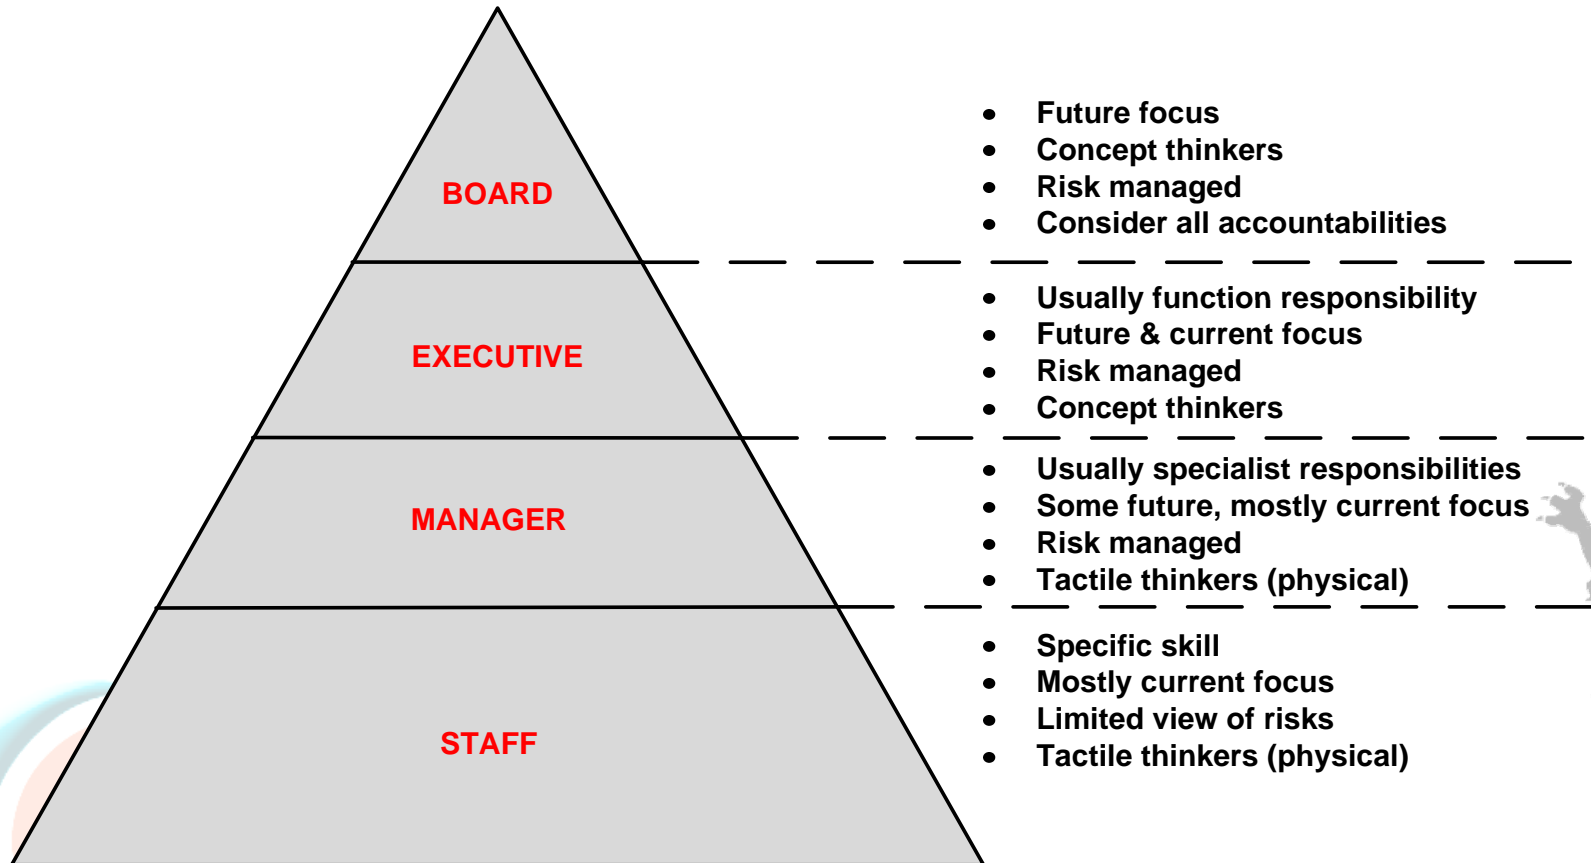 BOARD
• Future focus
• Concept thinkers
• Risk managed
• Consider all accountabilities
EXECUTIVE
• Usually function responsibility
• Future & current focus
• Risk managed
• Concept thinkers
MANAGER
• Usually specialist responsibilities
• Some future, mostly current focus
• Risk managed
• Tactile thinkers (physical)
STAFF
• Specific skill
• Mostly current focus
• Limited view of risks
• Tactile thinkers (physical)